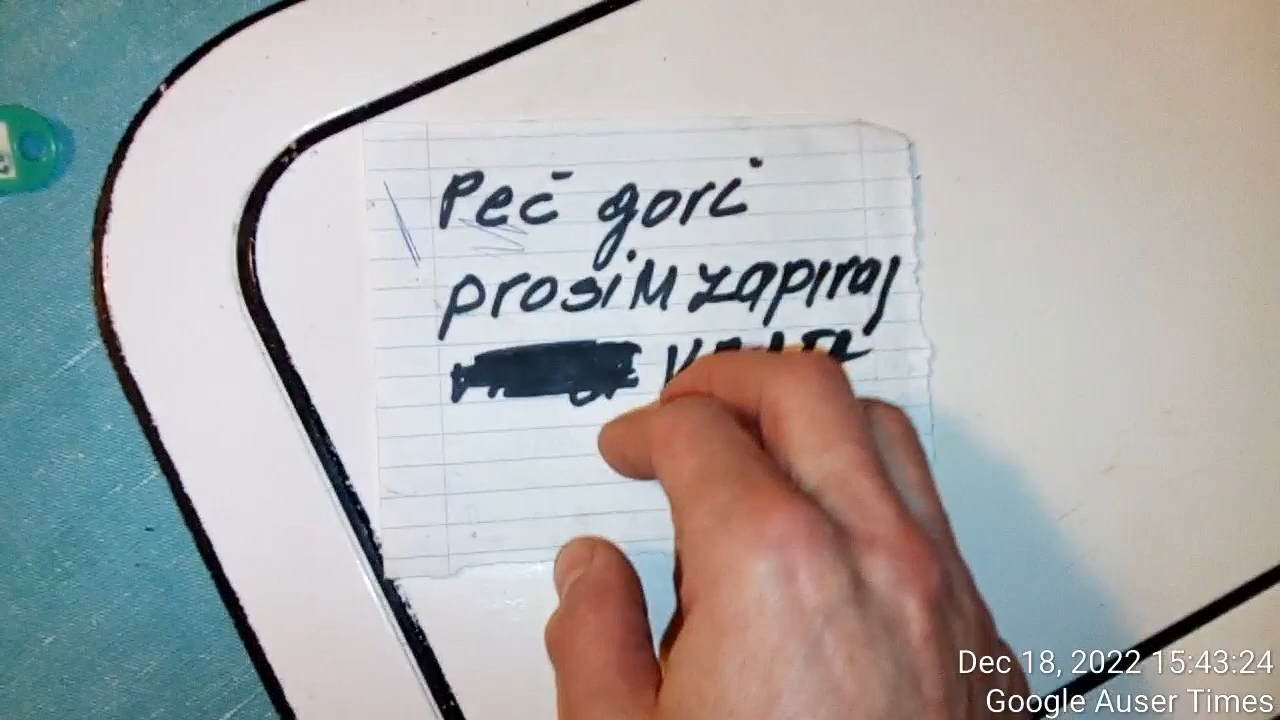 Peč gori
prosim zapiraj
Dec 18, 2022 15:43:24
Google Auser Times